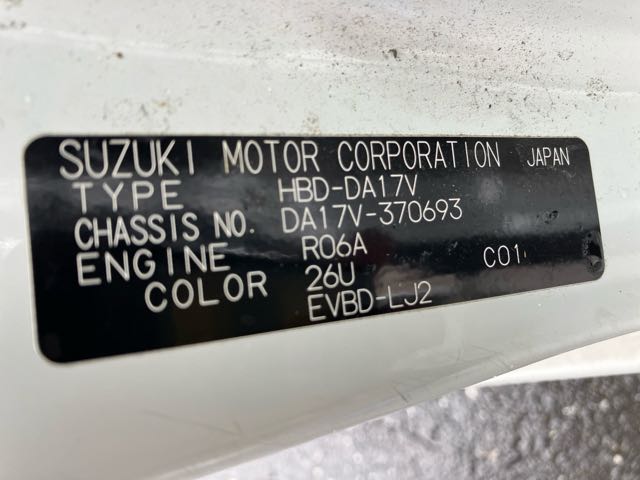 SUZUKI MOTOR CORPORATION JAPAN
TYPE HBD-DA17V
CHASSIS NO. DA17V-370693
ENGINE R06A
COLOR 26U C01
EVBD-LJ2